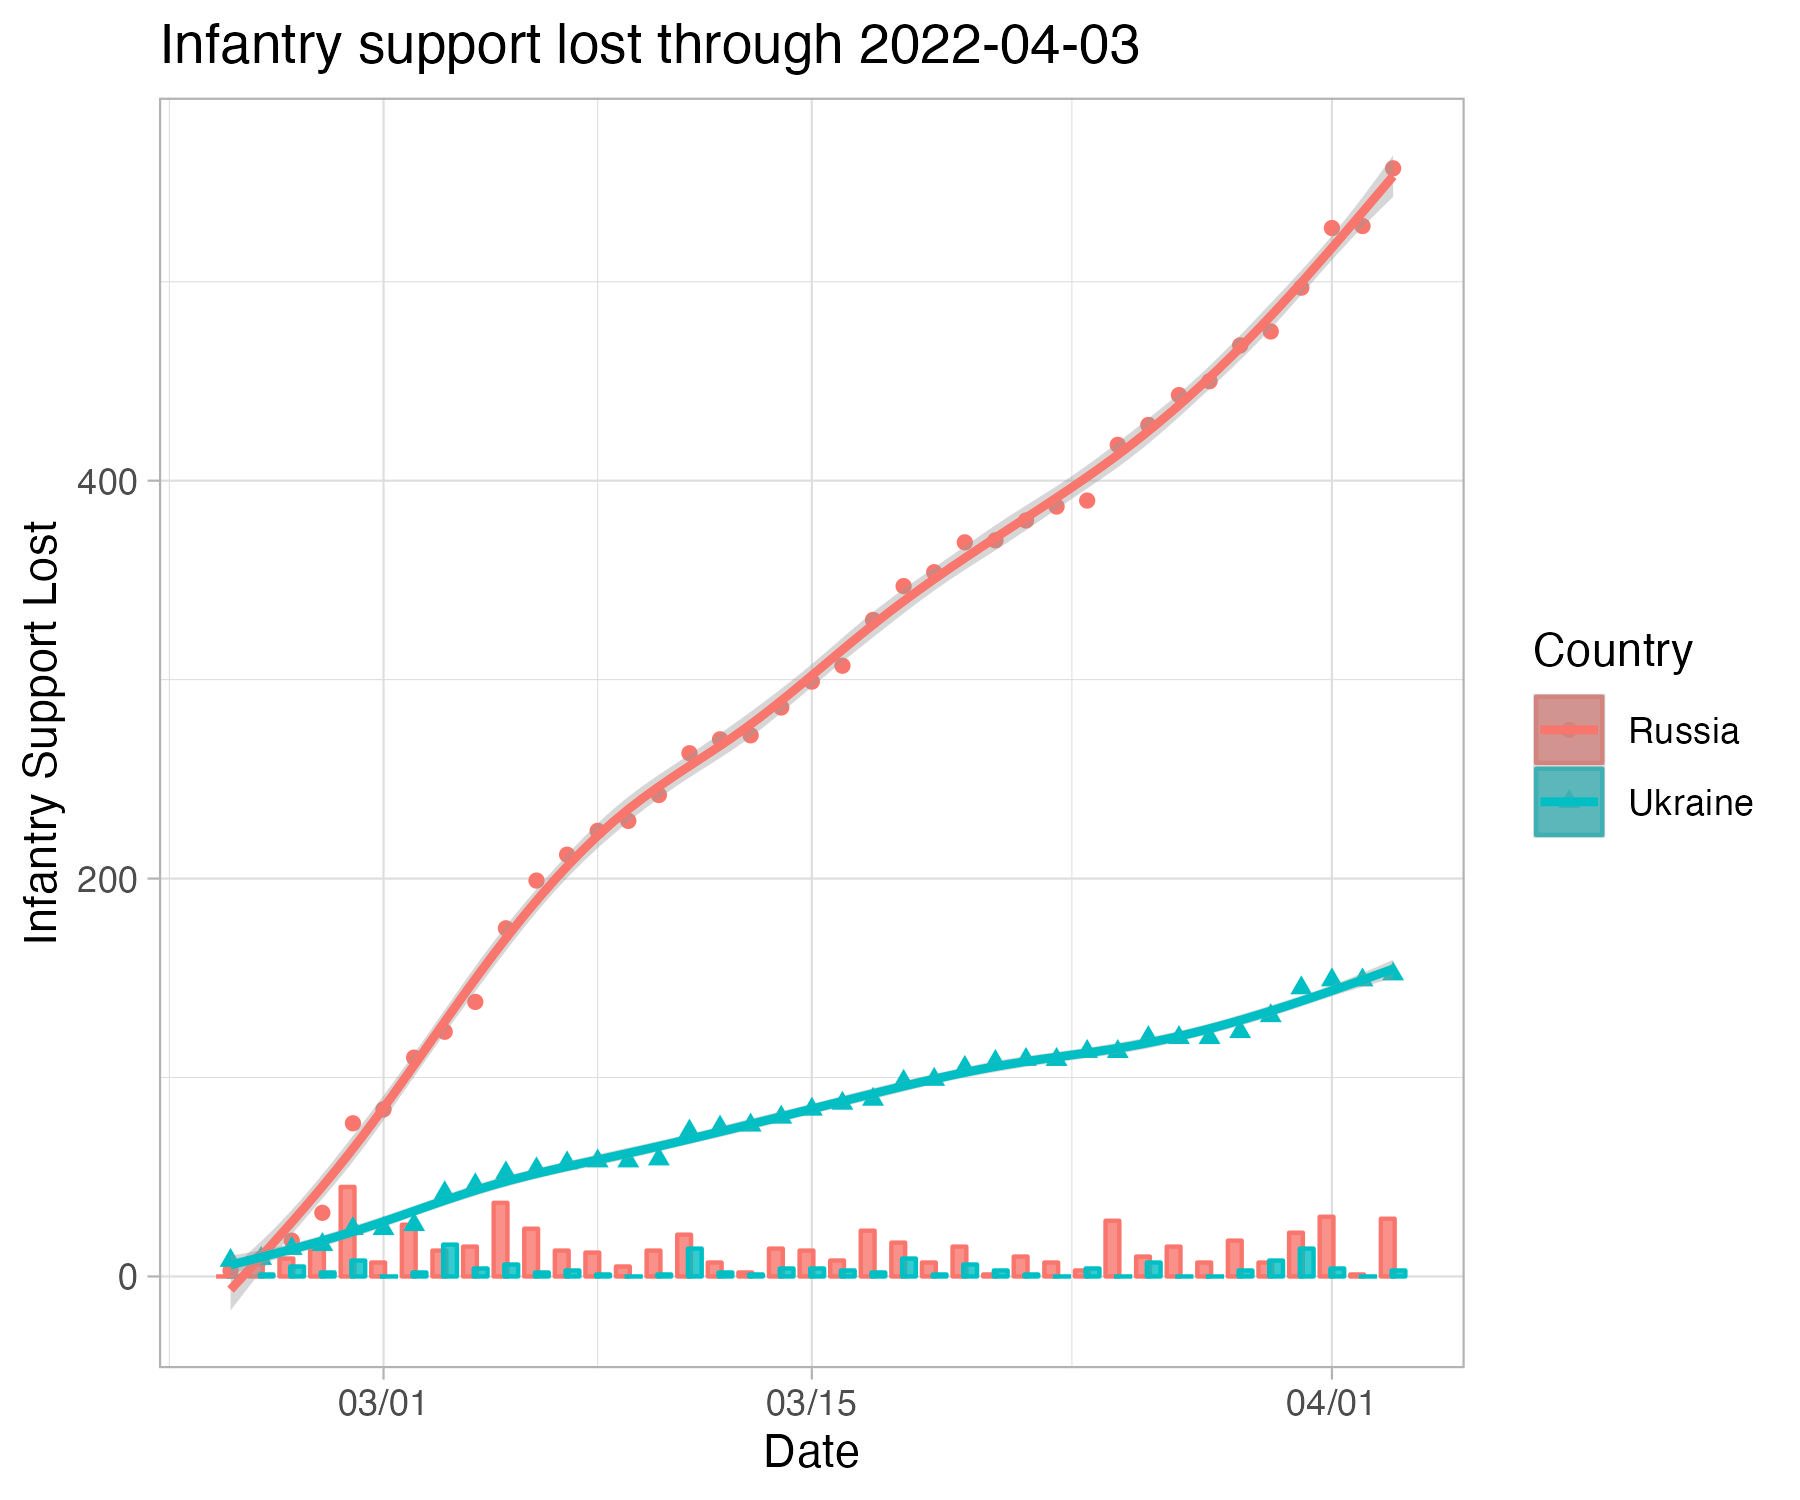 Infantry support lost through 2022-04-03
Infantry Support Lost
400
200
0
03/01
03/15
04/01
Date
Country
Russia
Ukraine